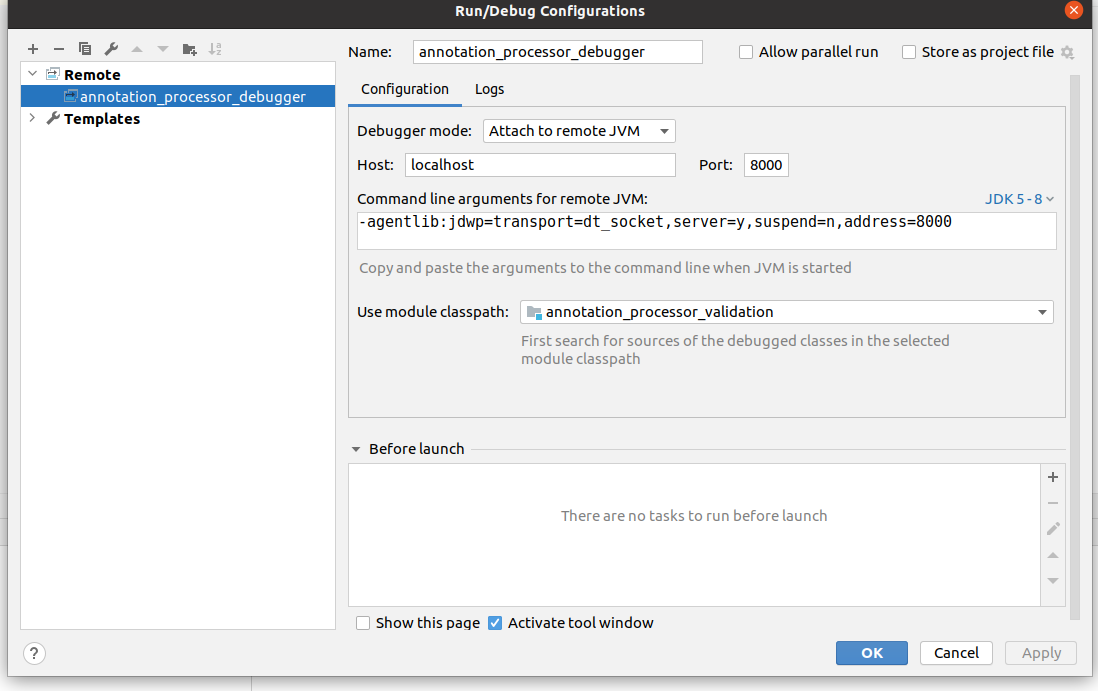 Run/Debug Configurations
Remote
annotation_processor_debugger
Templates
Name: annotation_processor_debugger Allow parallel run Store as project file
Configuration Logs
Debugger mode: Attach to remote JVM
Host: localhost Port: 8000
Command line arguments for remote JVM: JDK 5 - 8
-agentlib:jdwp=transport=dt_socket,server=y,suspend=n,address=8000
Copy and paste the arguments to the command line when JVM is started
Use module classpath: annotation_processor_validation
First search for sources of the debugged classes in the selected
module classpath
Before launch
There are no tasks to run before launch
Show this page Activate tool window
? OK Cancel Apply